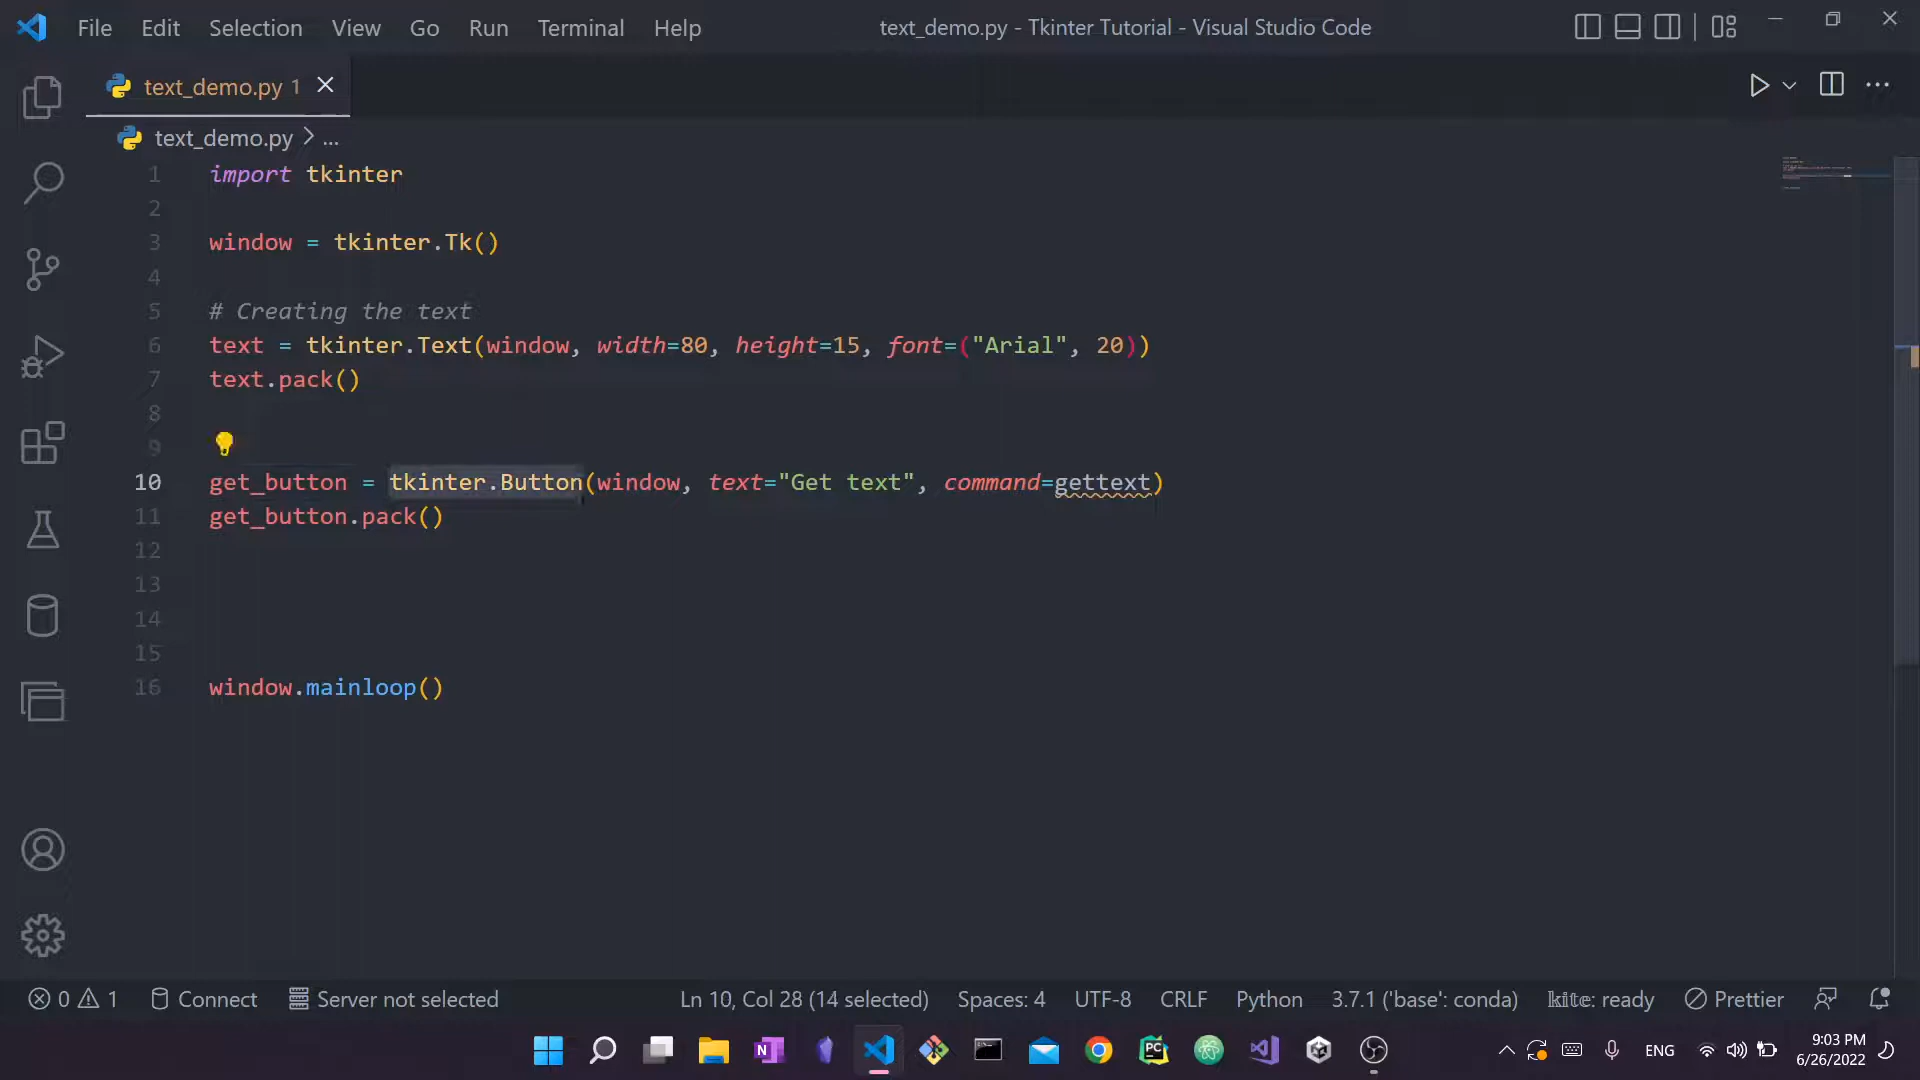 File Edit Selection View Go Run Terminal Help
text_demo.py - Tkinter Tutorial - Visual Studio Code
text_demo.py 1
text_demo.py > ...
1 import tkinter
2
3 window = tkinter.Tk()
4
5 # Creating the text
6 text = tkinter.Text(window, width=80, height=15, font=("Arial", 20))
7 text.pack()
8
9
10 get_button = tkinter.Button(window, text="Get text", command=gettext)
11 get_button.pack()
12
13
14
15
16 window.mainloop()
0 1 Connect Server not selected Ln 10, Col 28 (14 selected) Spaces: 4 UTF-8 CRLF Python 3.7.1 ('base': conda) kite: ready Prettier
N PC ENG 9:03 PM
6/26/2022